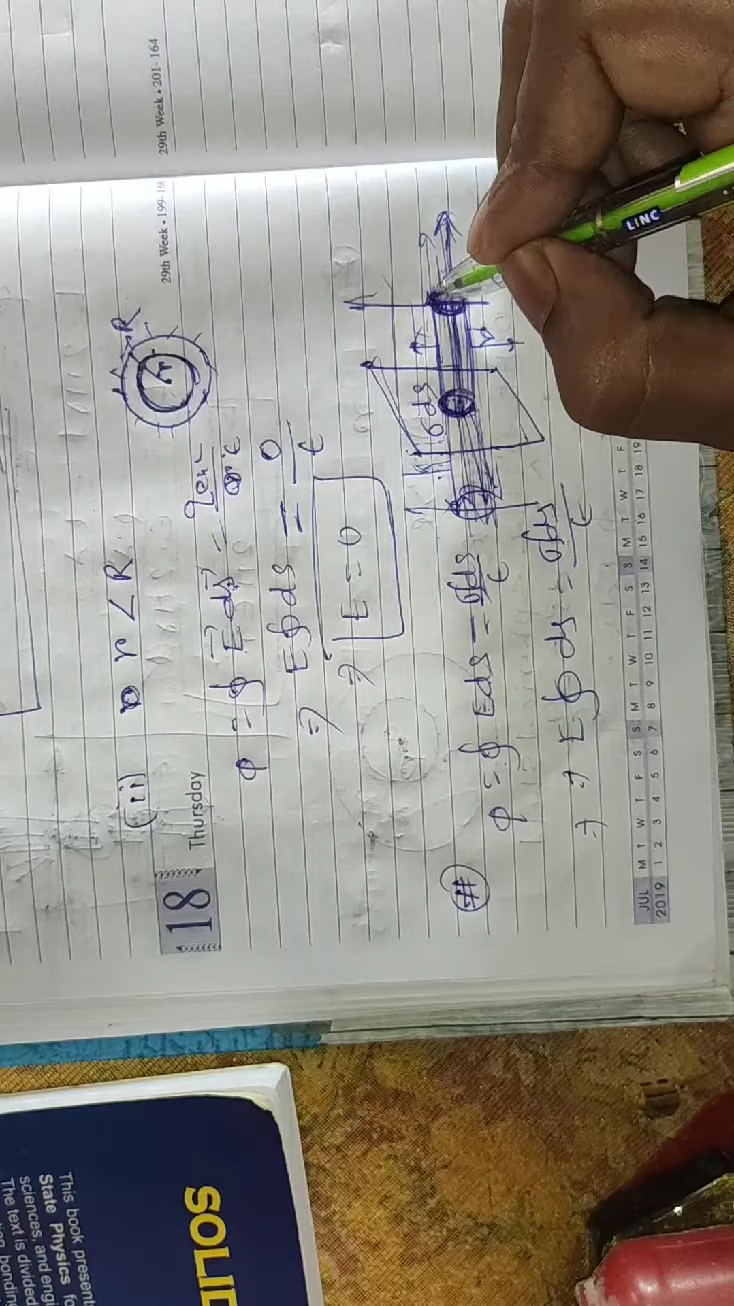 29th Week • 201-164
29th Week • 199-166
18 Thursday
(ii) r < R
R
r
φ = ∮ E⃗ ds⃗ =
⇒ E∮ds = 0/ε
⇒ E = 0
σds
# φ = ∮ Eds = σds/ε
⇒ ⇒ E∮ds = σds/ε
JUL M T W T F S S M T W T F S S M T W T F
2019 1 2 3 4 5 6 7 8 9 10 11 12 13 14 15 16 17 18 19
LINC
SOLID
This book present
State Physics fo
sciences, and engi
The text is divided